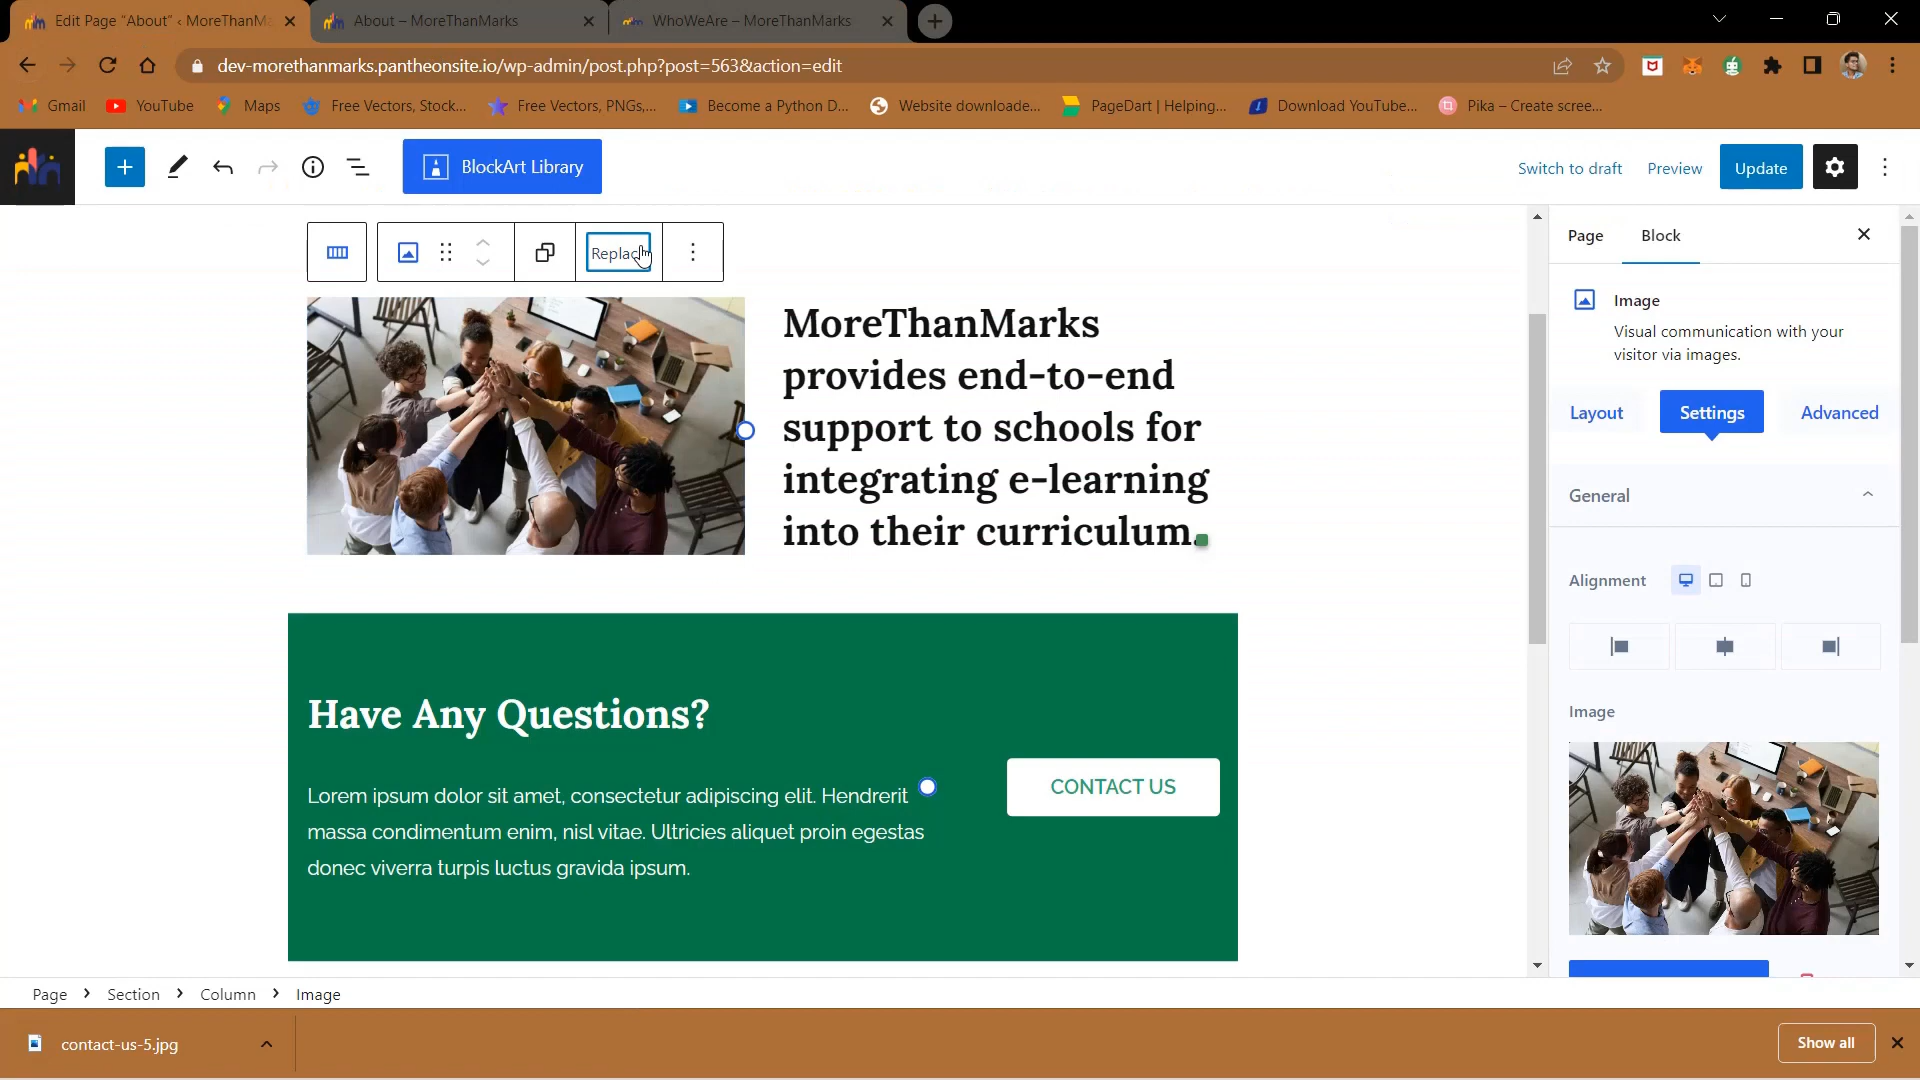 Edit Page "About" ‹ MoreThanMa
About – MoreThanMarks
WhoWeAre – MoreThanMarks
dev-morethanmarks.pantheonsite.io/wp-admin/post.php?post=563&action=edit
Gmail
YouTube
Maps
Free Vectors, Stock...
Free Vectors, PNGs,...
Become a Python D...
Website downloade...
PageDart | Helping...
Download YouTube...
Pika – Create scree...
BlockArt Library
Switch to draft
Preview
Update
Replace
Page
Block
Image
Visual communication with your
visitor via images.
Layout
Settings
Advanced
General
Alignment
Image
MoreThanMarks
provides end-to-end
support to schools for
integrating e-learning
into their curriculum.
Have Any Questions?
Lorem ipsum dolor sit amet, consectetur adipiscing elit. Hendrerit
massa condimentum enim, nisl vitae. Ultricies aliquet proin egestas
donec viverra turpis luctus gravida ipsum.
CONTACT US
Page › Section › Column › Image
contact-us-5.jpg
Show all